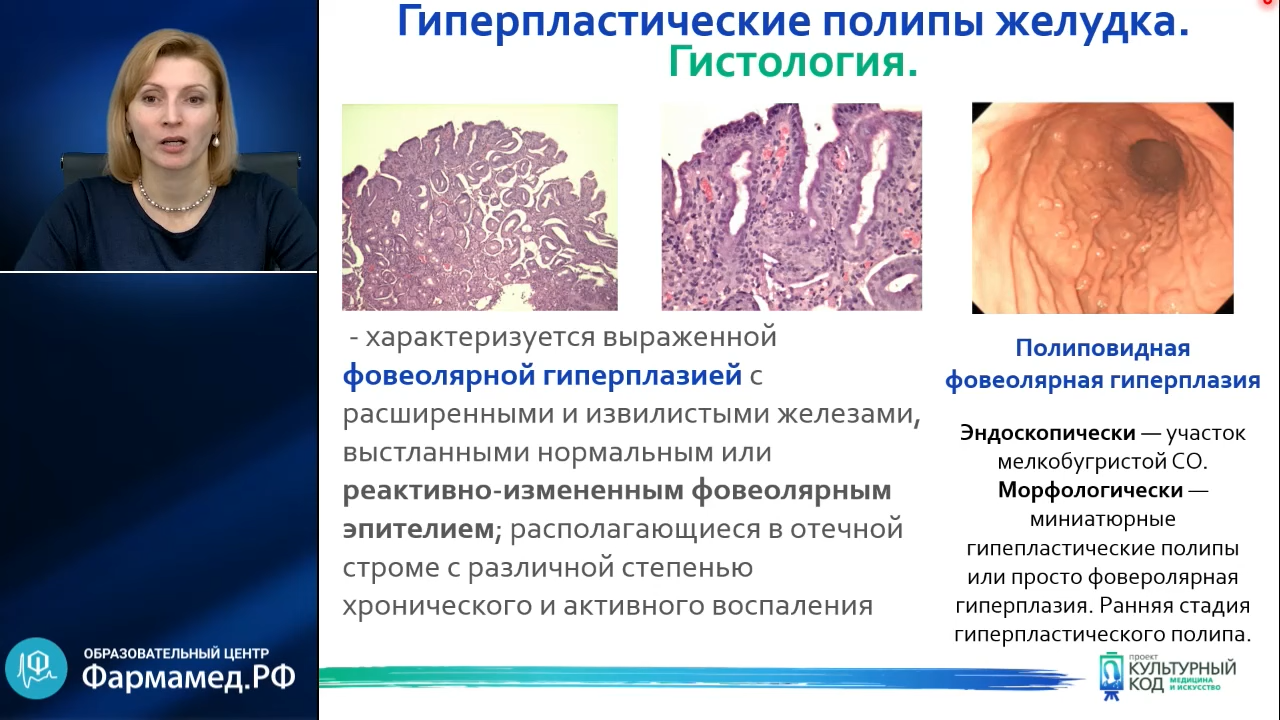 Гиперпластические полипы желудка.
Гистология.
- характеризуется выраженной
фовеолярной гиперплазией с
расширенными и извилистыми железами,
выстланными нормальным или
реактивно-измененным фовеолярным
эпителием; располагающиеся в отечной
строме с различной степенью
хронического и активного воспаления
Полиповидная
фовеолярная гиперплазия
Эндоскопически — участок
мелкобугристой СО.
Морфологически —
миниатюрные
гипепластические полипы
или просто фоверолярная
гиперплазия. Ранняя стадия
гиперпластического полипа.
ОБРАЗОВАТЕЛЬНЫЙ ЦЕНТР
Фармамед.РФ
проект
КУЛЬТУРНЫЙ
КОД
МЕДИЦИНА
И ИСКУССТВО